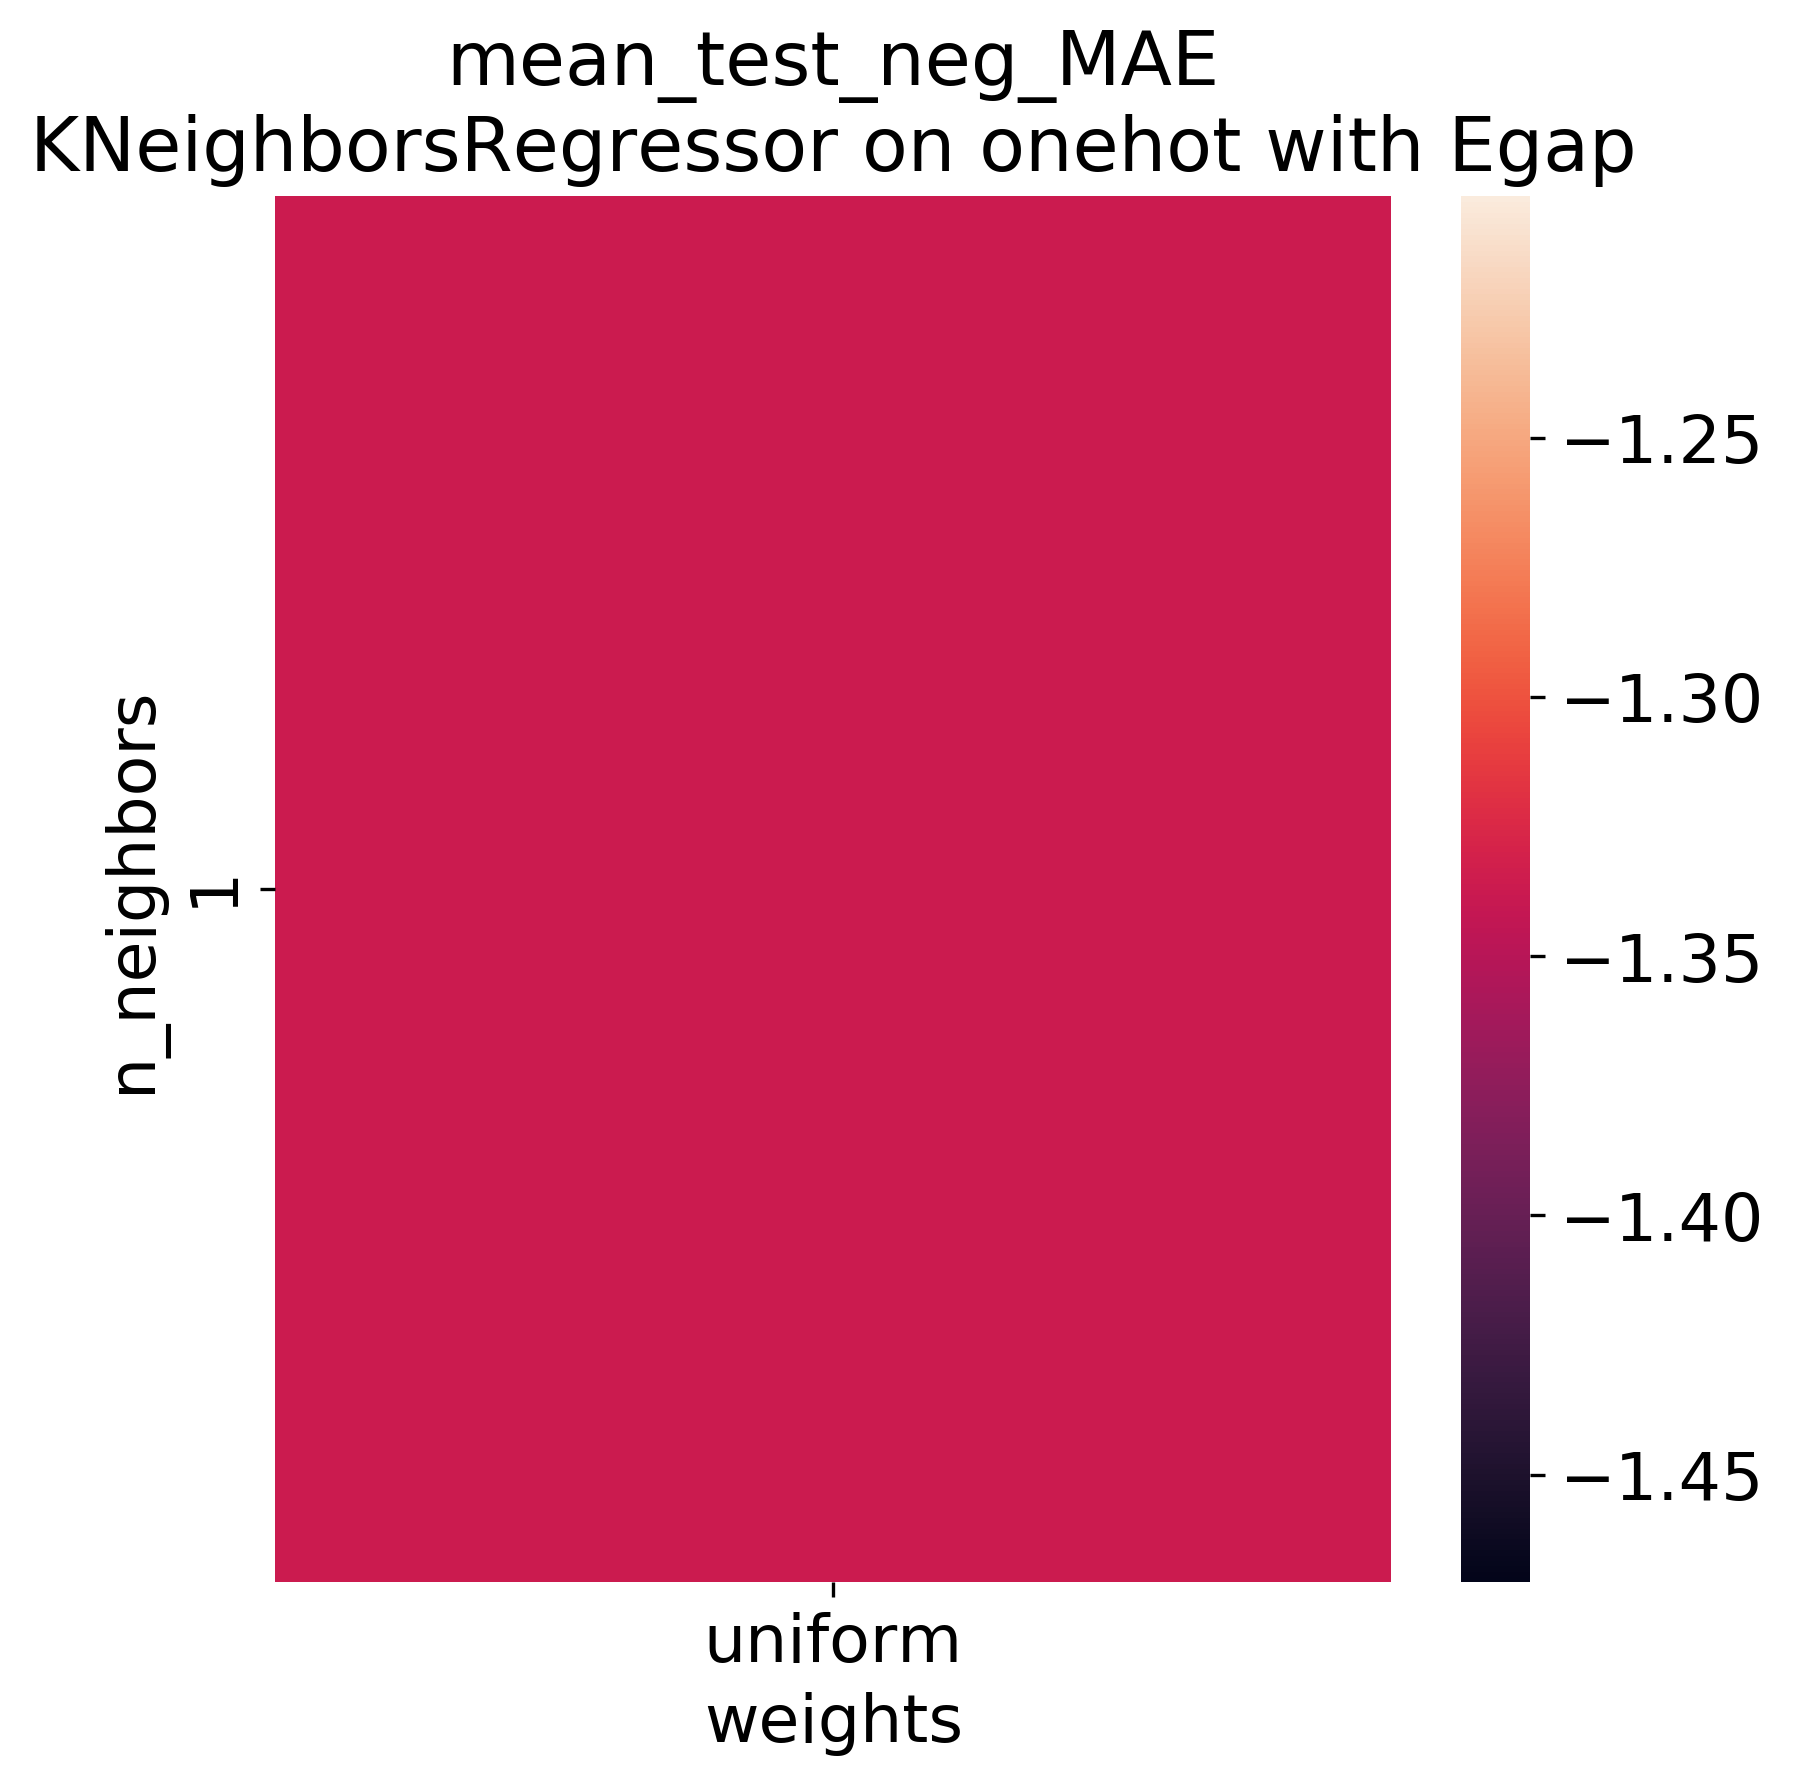 mean_test_neg_MAE
KNeighborsRegressor on onehot with Egap
n_neighbors
1
uniform
weights
−1.25
−1.30
−1.35
−1.40
−1.45